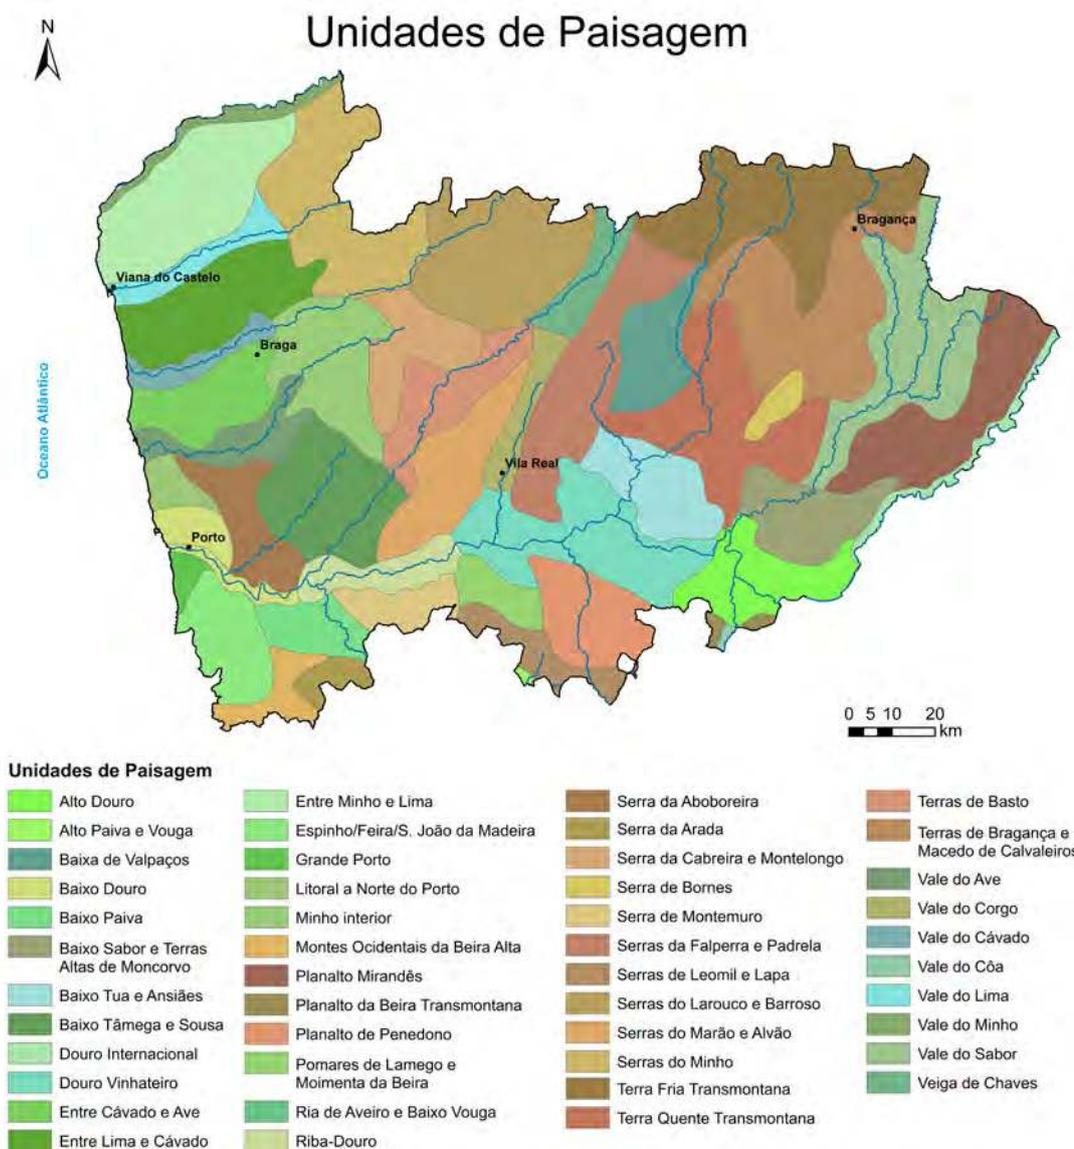 Unidades de Paisagem
N
Bragança
Viana do Castelo
Braga
Oceano Atlântico
Vila Real
Porto
0 5 10 20
km
Unidades de Paisagem
Alto Douro
Alto Paiva e Vouga
Baixa de Valpaços
Baixo Douro
Baixo Paiva
Baixo Sabor e Terras
Altas de Moncorvo
Baixo Tua e Ansiães
Baixo Tâmega e Sousa
Douro Internacional
Douro Vinhateiro
Entre Cávado e Ave
Entre Lima e Cávado
Entre Minho e Lima
Espinho/Feira/S. João da Madeira
Grande Porto
Litoral a Norte do Porto
Minho interior
Montes Ocidentais da Beira Alta
Planalto Mirandês
Planalto da Beira Transmontana
Planalto de Penedono
Pomares de Lamego e
Moimenta da Beira
Ria de Aveiro e Baixo Vouga
Riba-Douro
Serra da Aboboreira
Serra da Arada
Serra da Cabreira e Montelongo
Serra de Bornes
Serra de Montemuro
Serras da Falperra e Padrela
Serras de Leomil e Lapa
Serras do Larouco e Barroso
Serras do Marão e Alvão
Serras do Minho
Terra Fria Transmontana
Terra Quente Transmontana
Terras de Basto
Terras de Bragança e
Macedo de Calvaleiros
Vale do Ave
Vale do Corgo
Vale do Cávado
Vale do Côa
Vale do Lima
Vale do Minho
Vale do Sabor
Veiga de Chaves